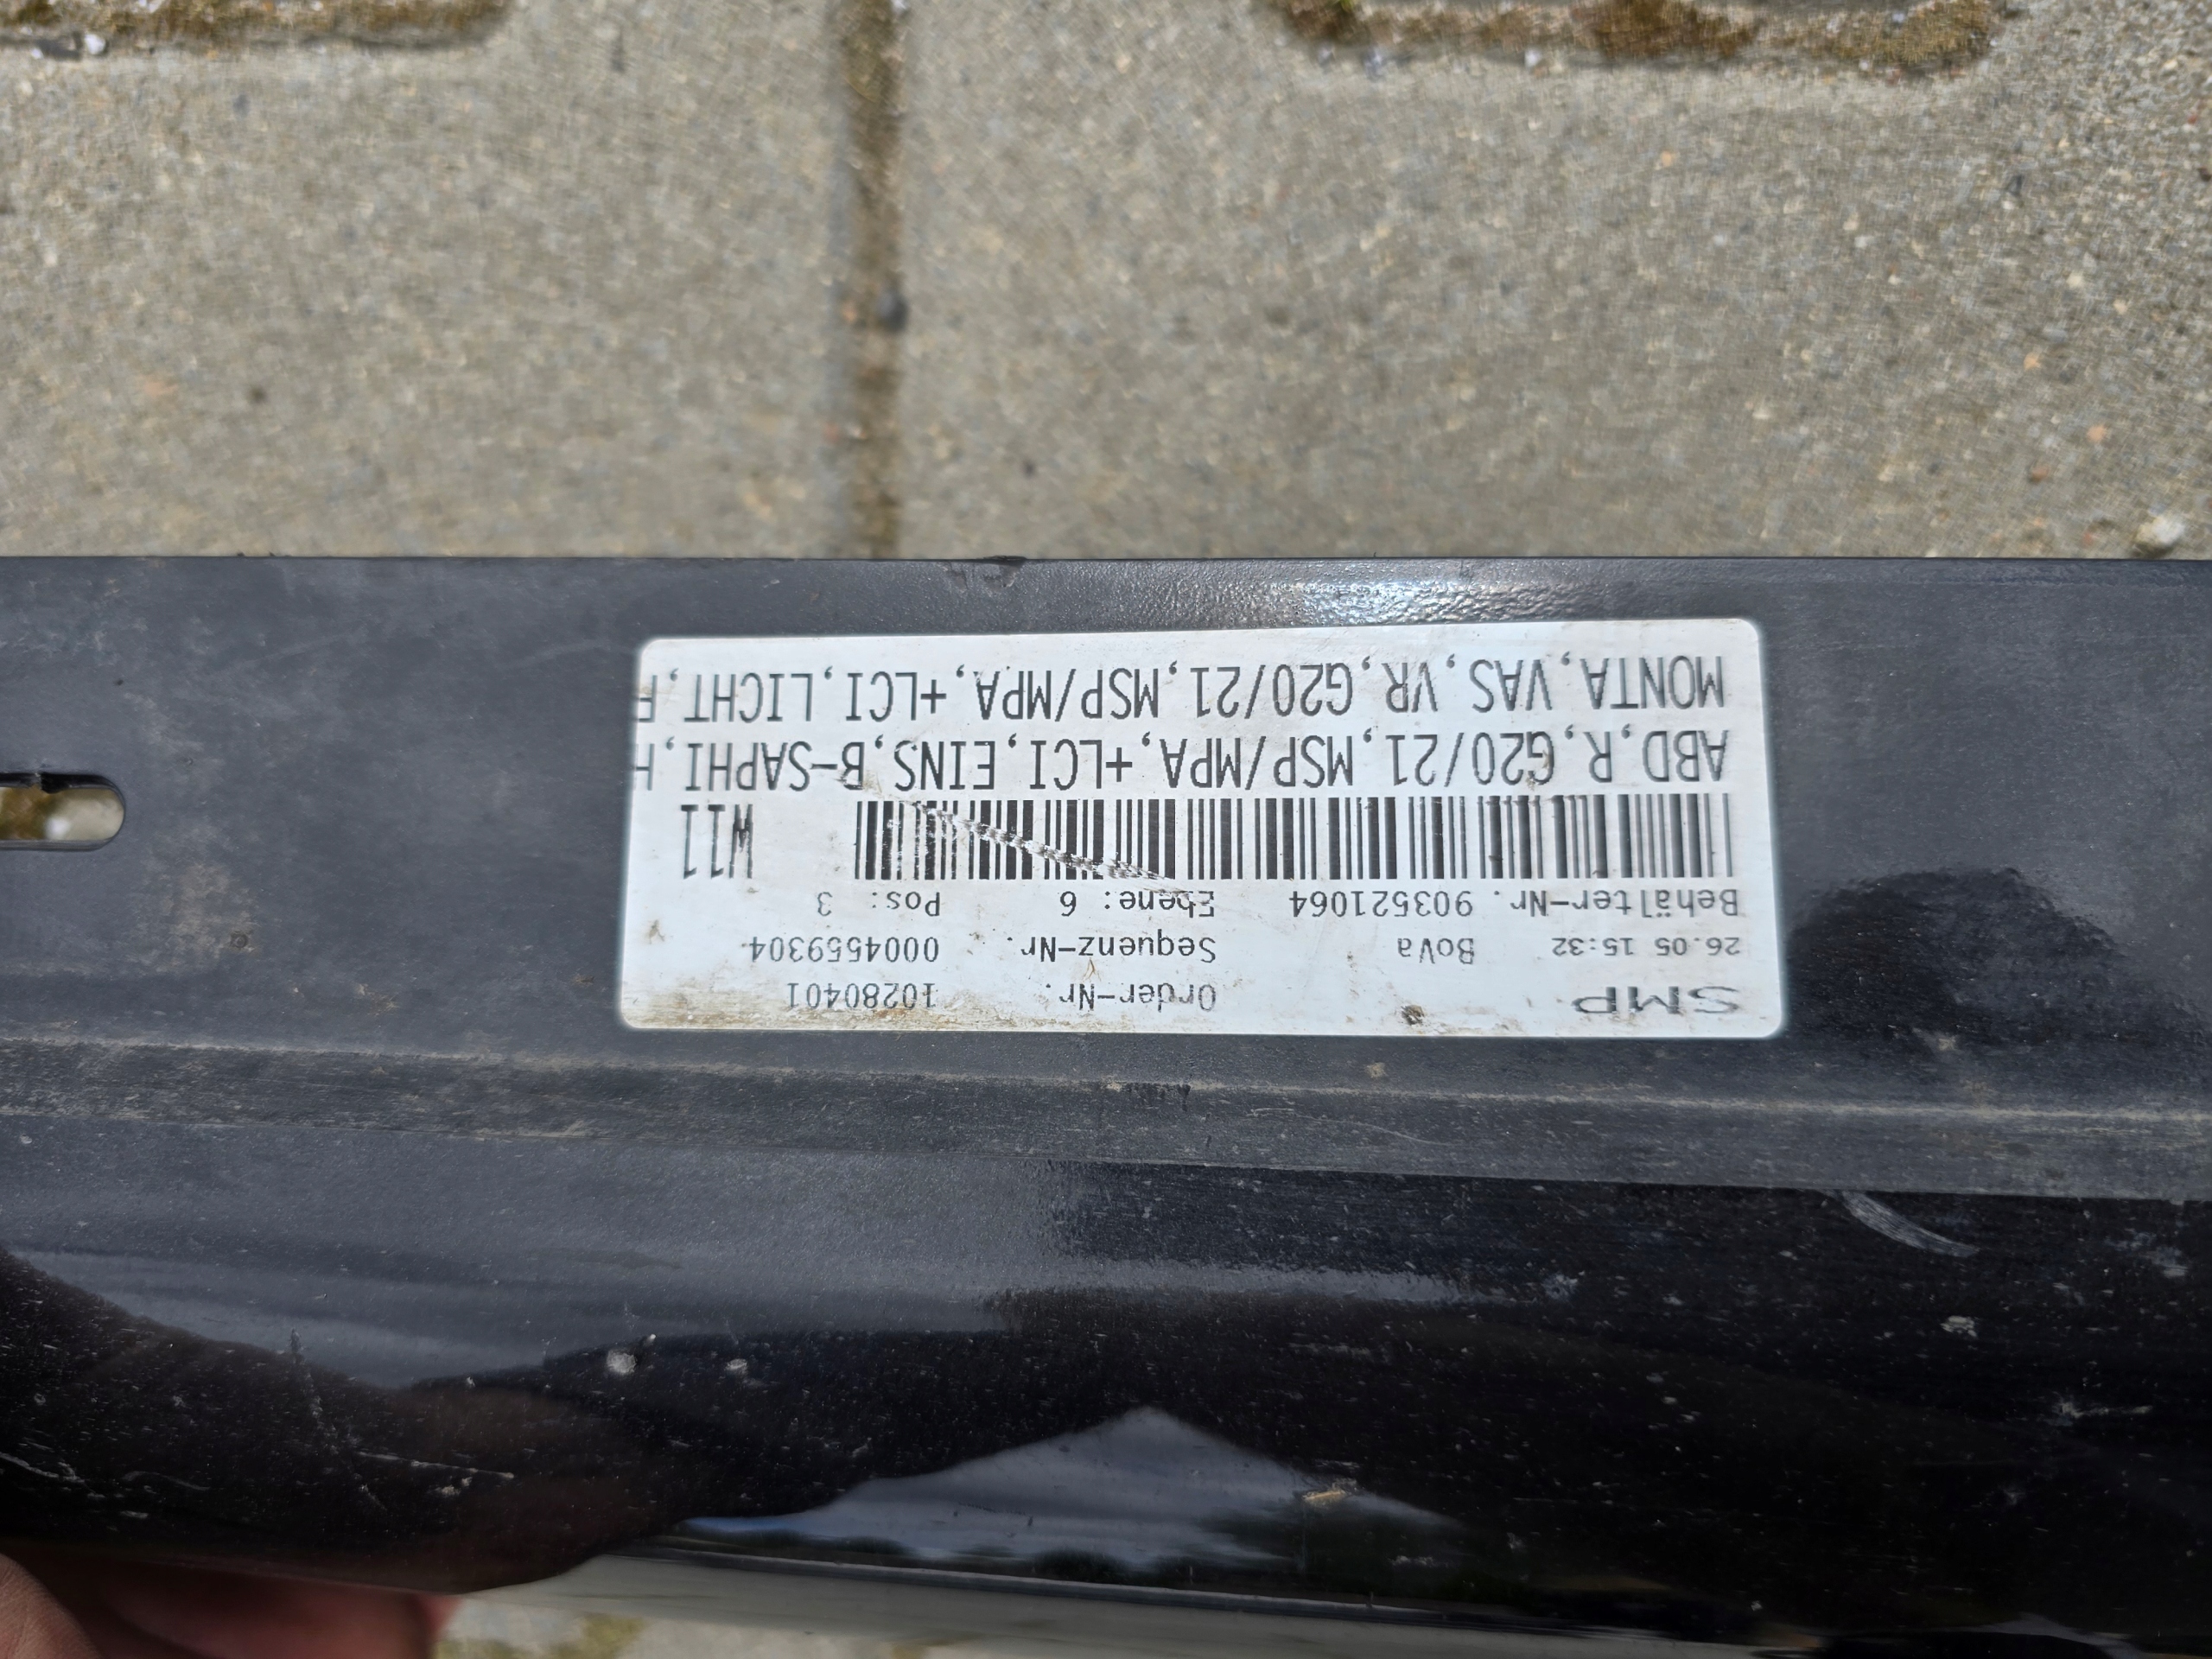 SMP Order-Nr. 10280401
26.05 15:32 BoVa Sequenz-Nr. 0004559304
Behälter-Nr. 903521064 Ebene: 6 Pos: 3
W11
ABD,R,G20/21,MSP/MPA,+LCI,EINS,B-SAPHI,H
MONTA,VAS,VR,G20/21,MSP/MPA,+LCI,LICHT,F